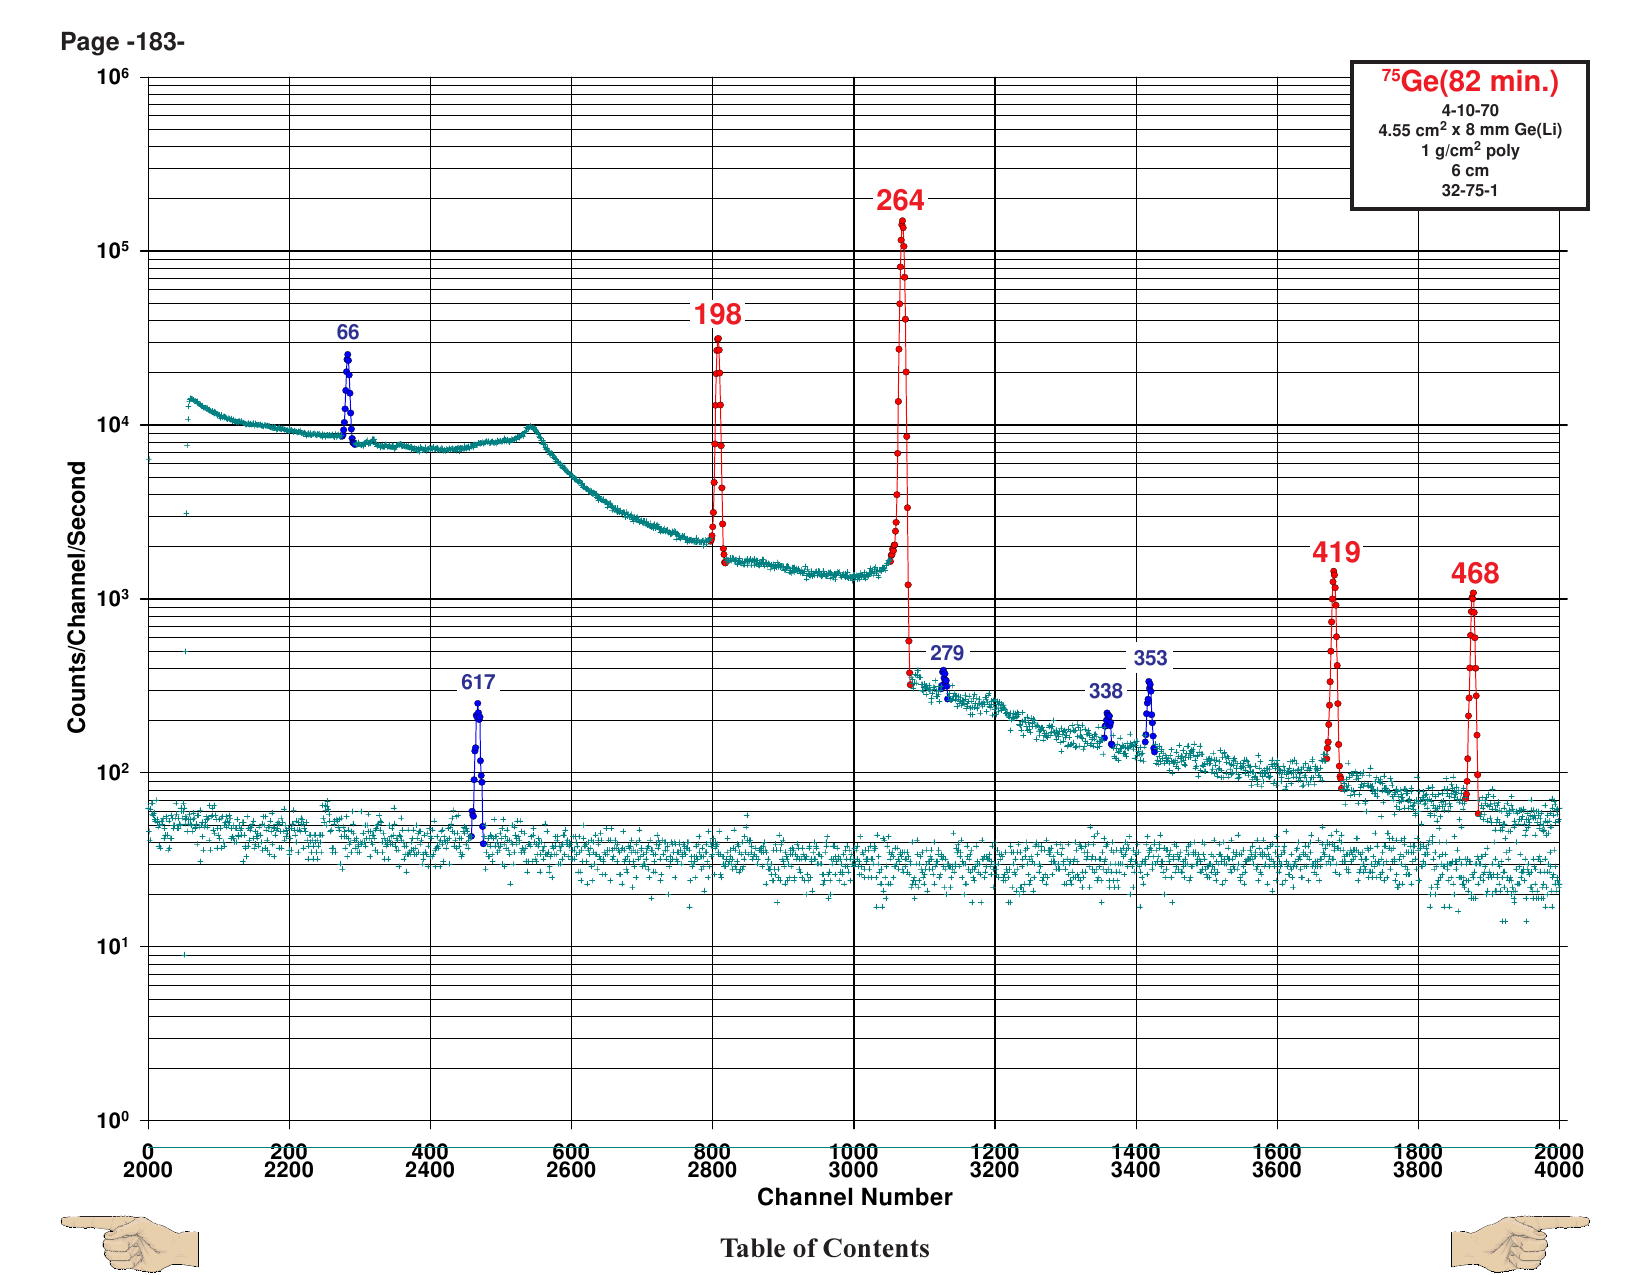 Page -183-
⁷⁵Ge(82 min.)
4-10-70
4.55 cm² x 8 mm Ge(Li)
1 g/cm² poly
6 cm
32-75-1
10⁶
10⁵
10⁴
10³
10²
10¹
10⁰
Counts/Channel/Second
264
198
66
419
468
279
353
338
617
0 200 400 600 800 1000 1200 1400 1600 1800 2000
2000 2200 2400 2600 2800 3000 3200 3400 3600 3800 4000
Channel Number
Table of Contents